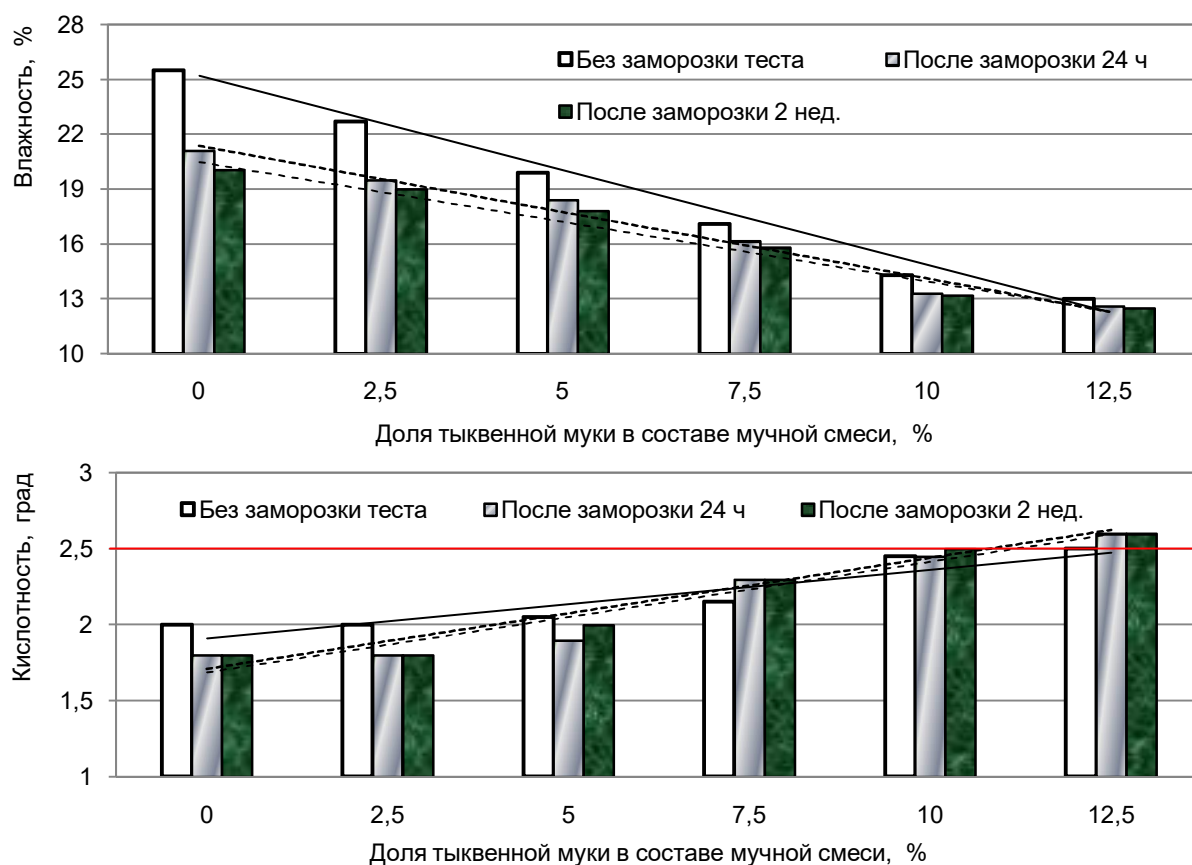 Влажность, %
28
25
22
19
16
13
10
Без заморозки теста
После заморозки 24 ч
После заморозки 2 нед.
0 2,5 5 7,5 10 12,5
Доля тыквенной муки в составе мучной смеси, %
Кислотность, град
3
2,5
2
1,5
1
Без заморозки теста
После заморозки 24 ч
После заморозки 2 нед.
0 2,5 5 7,5 10 12,5
Доля тыквенной муки в составе мучной смеси, %